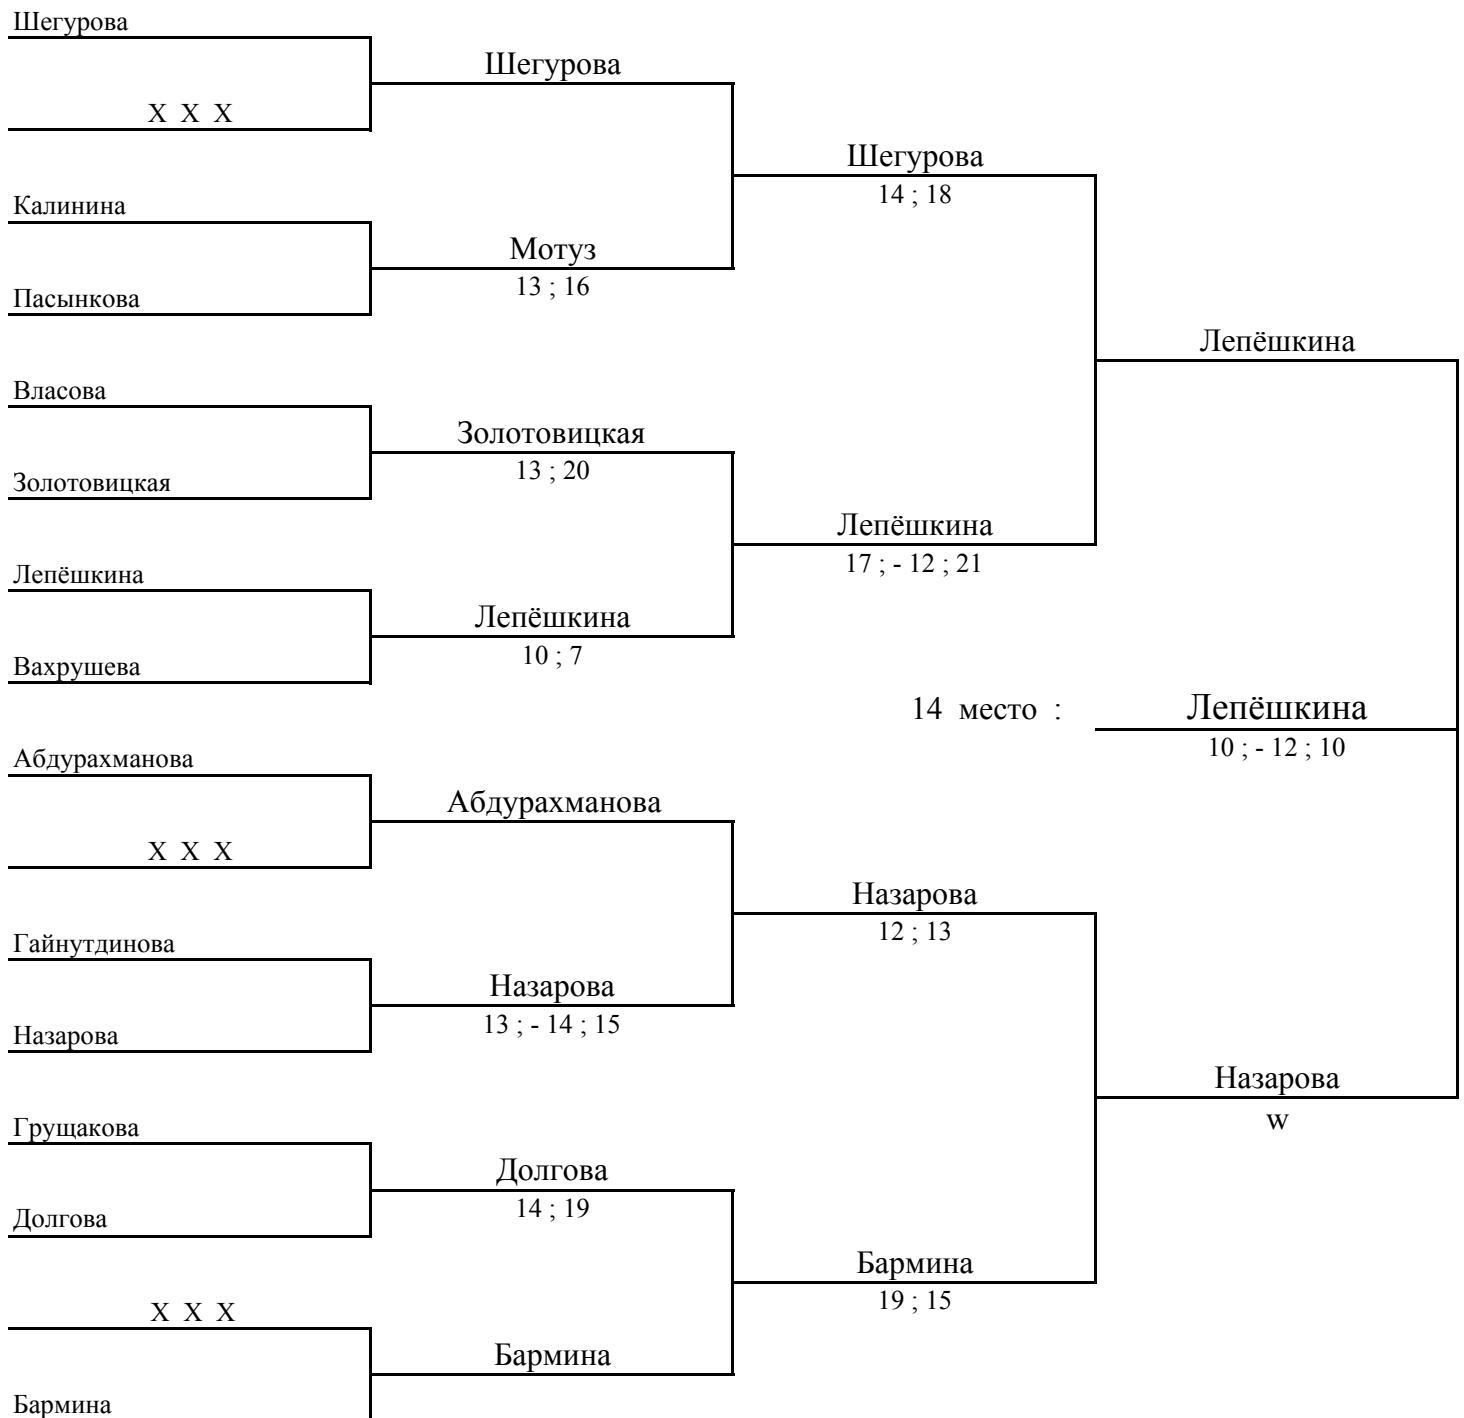 Шегурова
Шегурова
X X X
Шегурова
14 ; 18
Калинина
Мотуз
13 ; 16
Пасынкова
Лепёшкина
Власова
Золотовицкая
13 ; 20
Золотовицкая
Лепёшкина
17 ; - 12 ; 21
Лепёшкина
Лепёшкина
10 ; 7
Вахрушева
14 место : Лепёшкина
10 ; - 12 ; 10
Абдурахманова
Абдурахманова
X X X
Назарова
12 ; 13
Гайнутдинова
Назарова
13 ; - 14 ; 15
Назарова
Назарова
w
Грущакова
Долгова
14 ; 19
Долгова
Бармина
19 ; 15
X X X
Бармина
Бармина